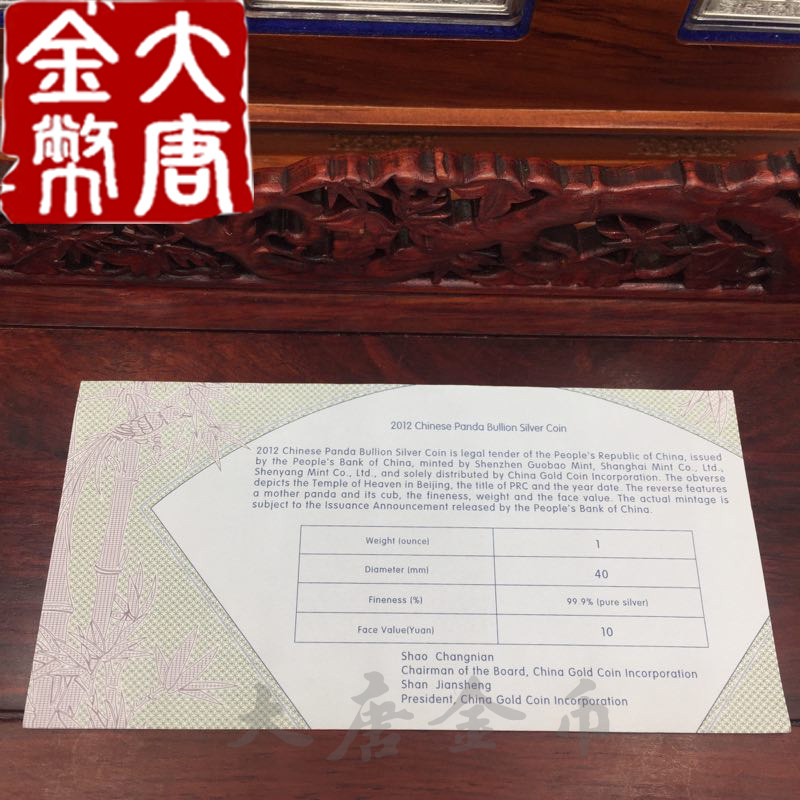 大唐
金幣
2012 Chinese Panda Bullion Silver Coin
2012 Chinese Panda Bullion Silver Coin is legal tender of the People's Republic of China, issued
by the People's Bank of China, minted by Shenzhen Guobao Mint, Shanghai Mint Co., Ltd.,
Shenyang Mint Co., Ltd., and solely distributed by China Gold Coin Incorporation. The obverse
depicts the Temple of Heaven in Beijing, the title of PRC and the year date. The reverse features
a mother panda and its cub, the fineness, weight and the face value. The actual mintage is
subject to the Issuance Announcement released by the People's Bank of China.
Weight (ounce) 1
Diameter (mm) 40
Fineness (%) 99.9% (pure silver)
Face Value(Yuan) 10
Shao Changnian
Chairman of the Board, China Gold Coin Incorporation
Shan Jiansheng
President, China Gold Coin Incorporation
大唐金币